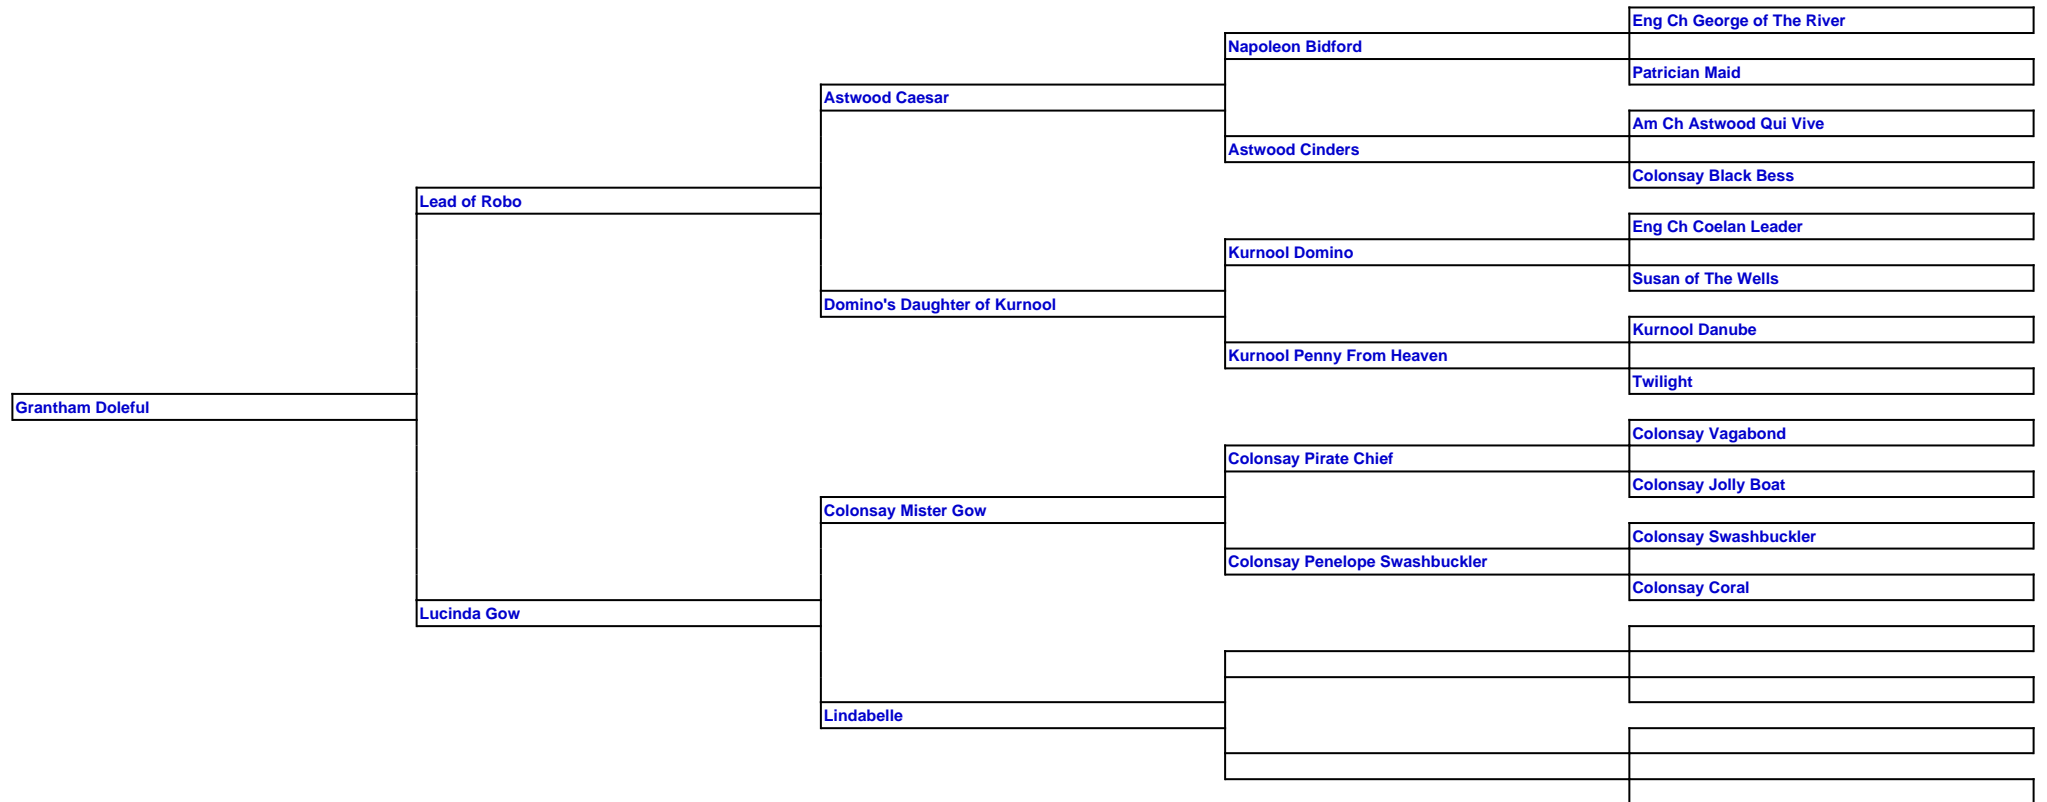 Eng Ch George of The River
Napoleon Bidford
Patrician Maid
Astwood Caesar
Am Ch Astwood Qui Vive
Astwood Cinders
Colonsay Black Bess
Lead of Robo
Eng Ch Coelan Leader
Kurnool Domino
Susan of The Wells
Domino's Daughter of Kurnool
Kurnool Danube
Kurnool Penny From Heaven
Twilight
Grantham Doleful
Colonsay Vagabond
Colonsay Pirate Chief
Colonsay Jolly Boat
Colonsay Mister Gow
Colonsay Swashbuckler
Colonsay Penelope Swashbuckler
Colonsay Coral
Lucinda Gow
Lindabelle